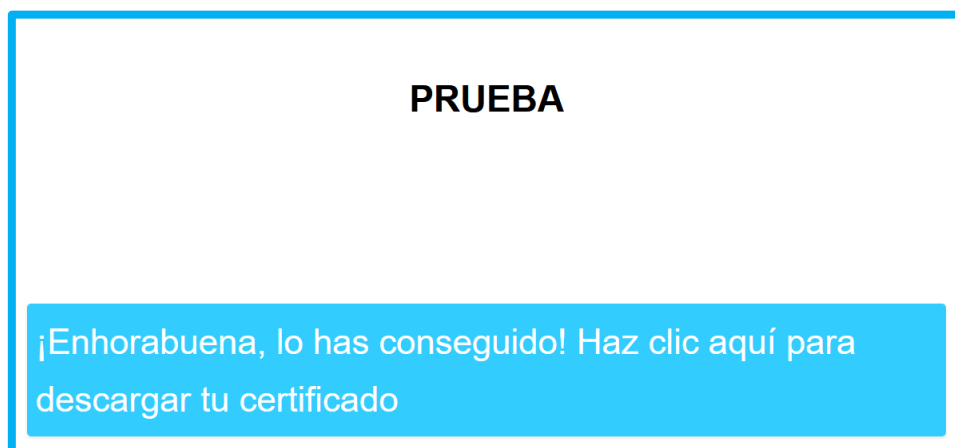 PRUEBA
¡Enhorabuena, lo has conseguido! Haz clic aquí para
descargar tu certificado